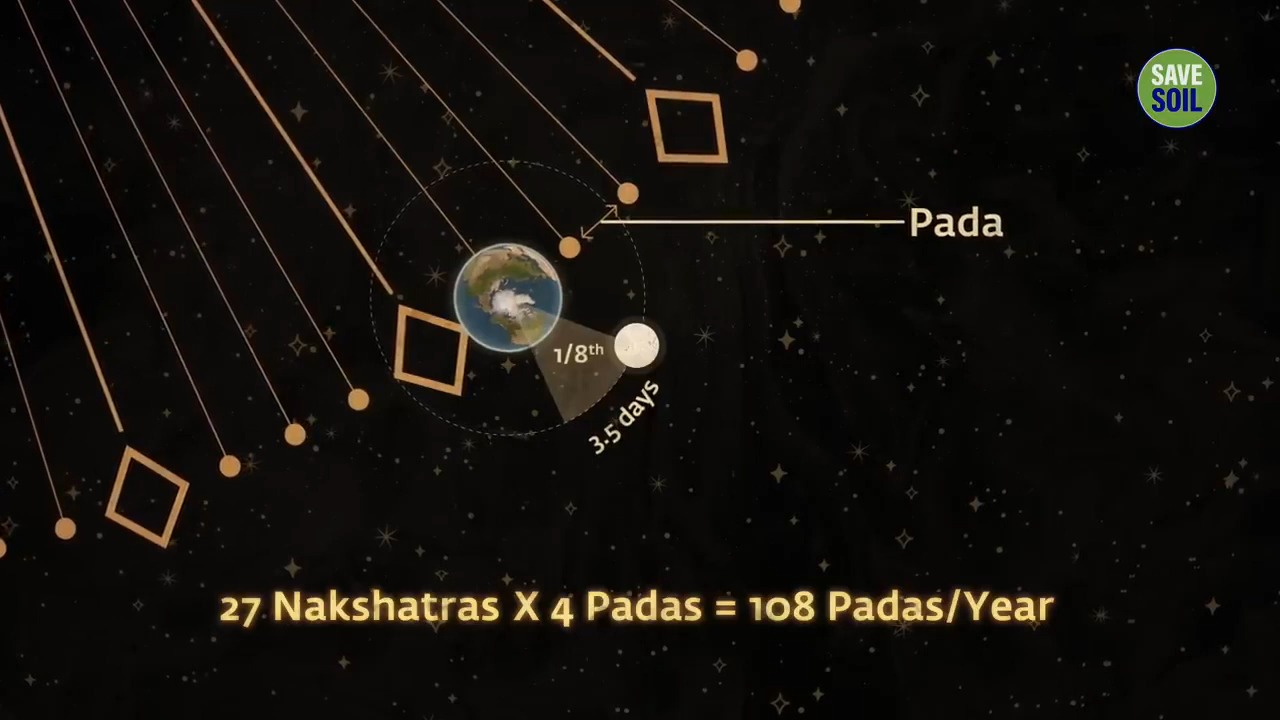 SAVE
SOIL
Pada
1/8th
3.5 days
27 Nakshatras X 4 Padas = 108 Padas/Year